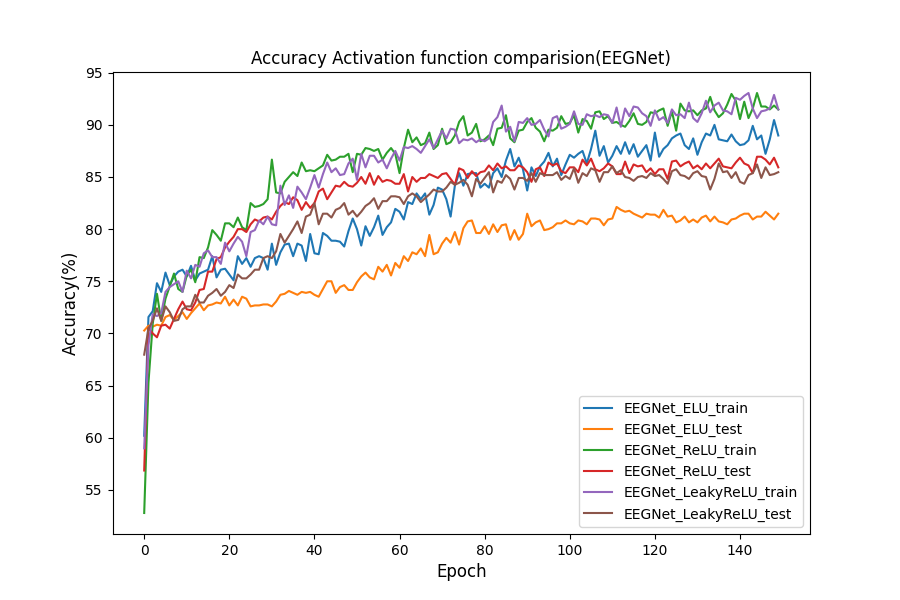 Accuracy Activation function comparision(EEGNet)
Accuracy(%)
95
90
85
80
75
70
65
60
55
0 20 40 60 80 100 120 140
Epoch
EEGNet_ELU_train
EEGNet_ELU_test
EEGNet_ReLU_train
EEGNet_ReLU_test
EEGNet_LeakyReLU_train
EEGNet_LeakyReLU_test